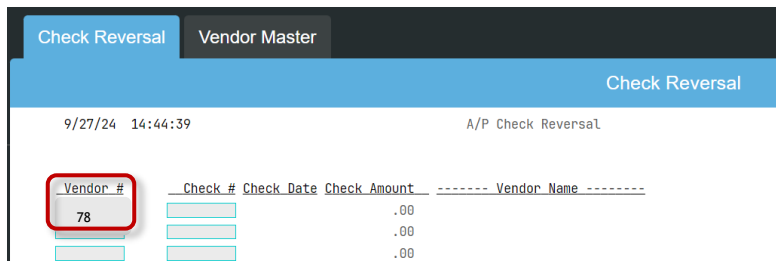 Check Reversal Vendor Master
Check Reversal
9/27/24 14:44:39 A/P Check Reversal
Vendor # Check # Check Date Check Amount ------- Vendor Name --------
78 .00
.00
.00